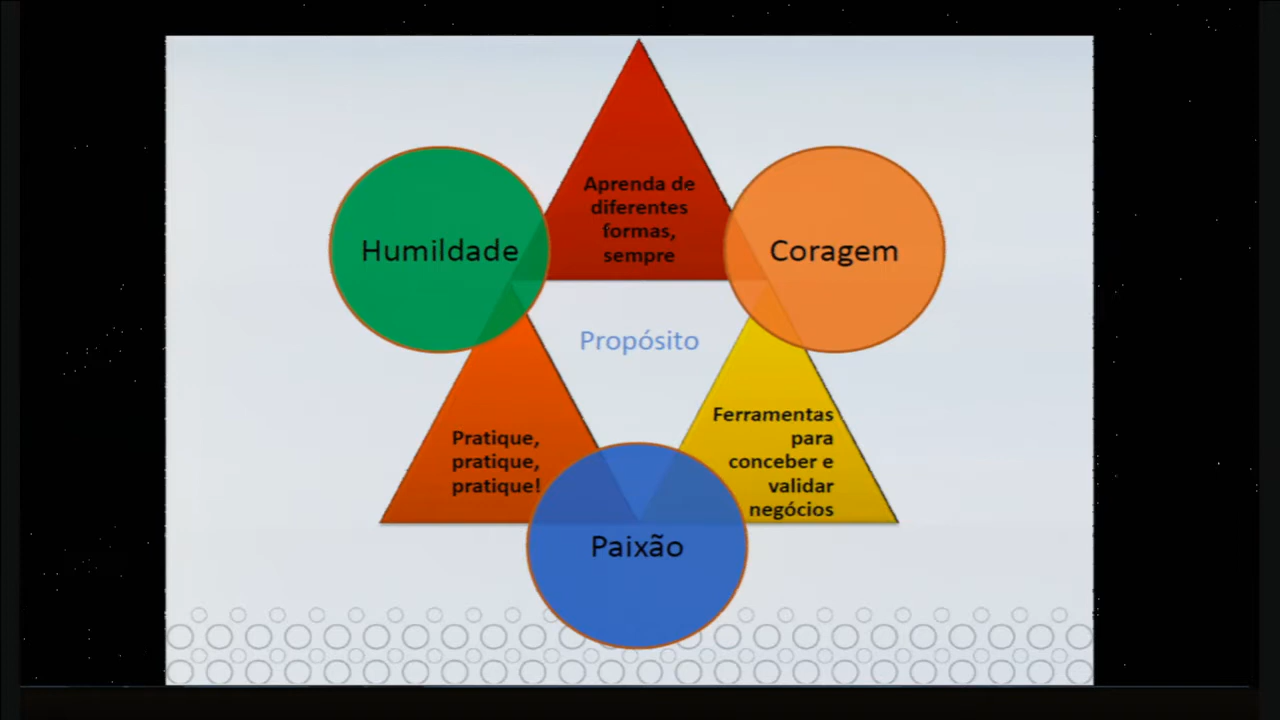 Aprenda de
diferentes
formas,
sempre
Humildade
Coragem
Propósito
Pratique,
pratique,
pratique!
Ferramentas
para
conceber e
validar
negócios
Paixão